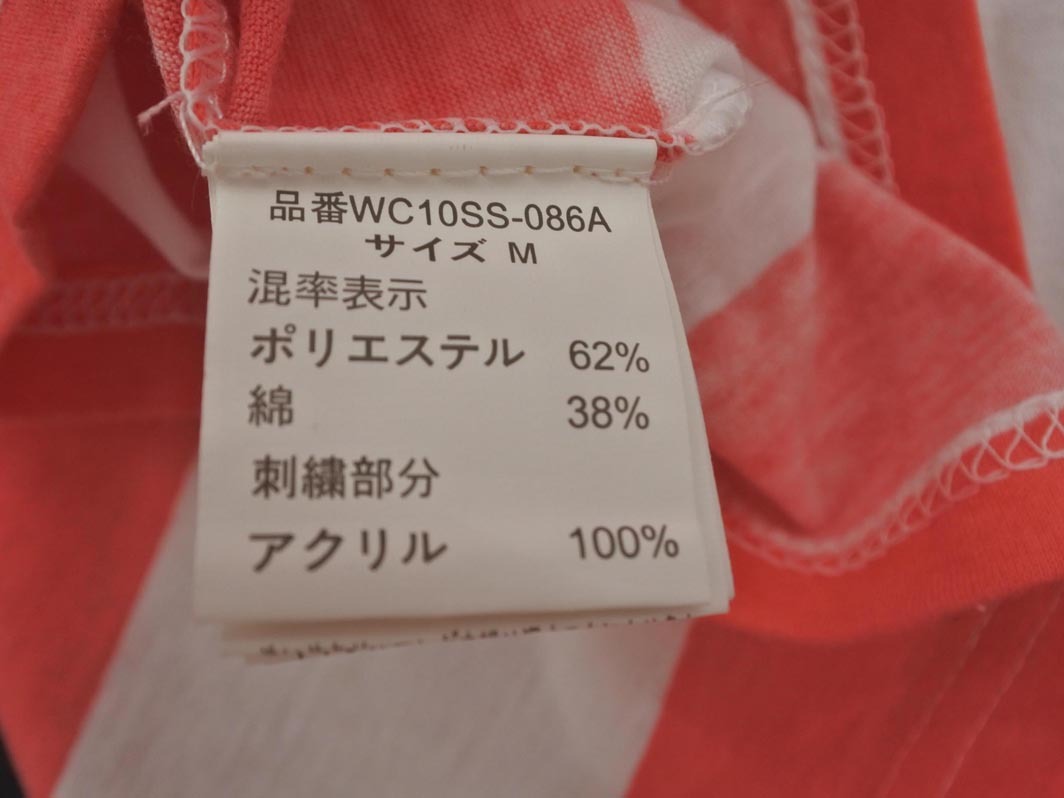 品番WC10SS-086A
サイズ M
混率表示
ポリエステル 62%
綿 38%
刺繍部分
アクリル 100%